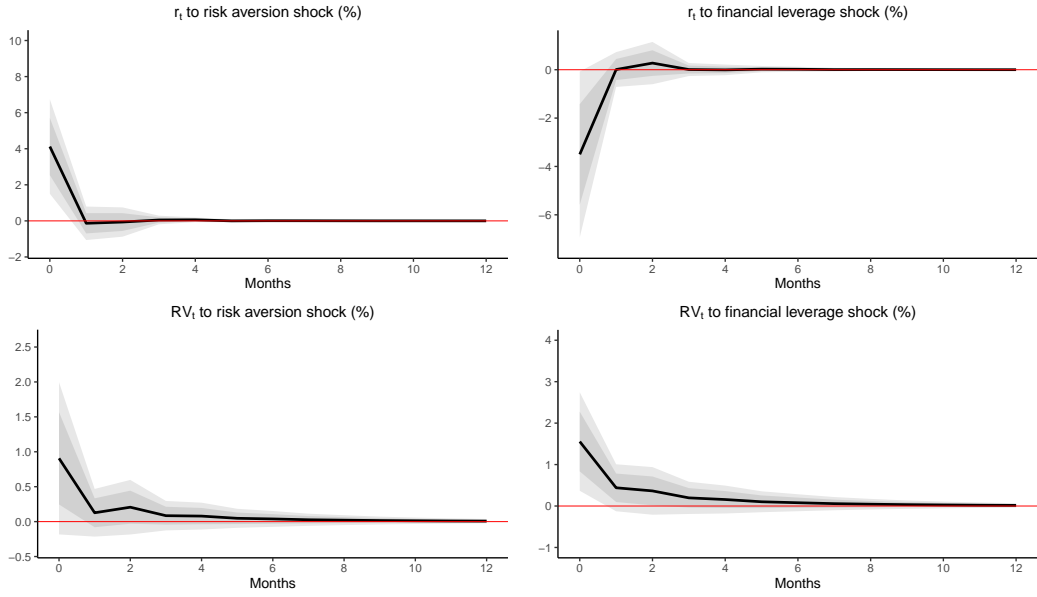 r_t to risk aversion shock (%)
10
8
6
4
2
0
−2
0 2 4 6 8 10 12
Months
r_t to financial leverage shock (%)
0
−2
−4
−6
0 2 4 6 8 10 12
Months
RV_t to risk aversion shock (%)
2.5
2.0
1.5
1.0
0.5
0.0
−0.5
0 2 4 6 8 10 12
Months
RV_t to financial leverage shock (%)
4
3
2
1
0
−1
0 2 4 6 8 10 12
Months